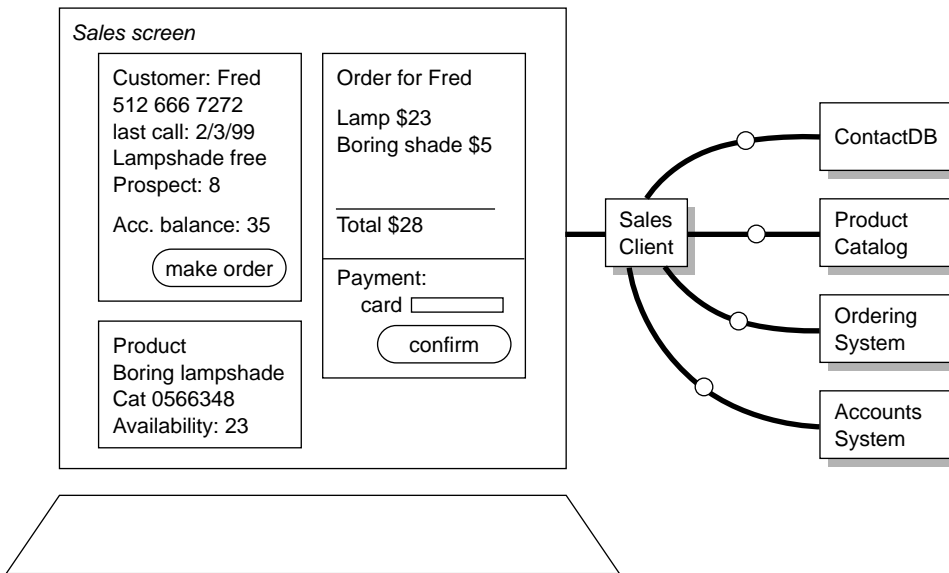 Sales screen
Customer: Fred
512 666 7272
last call: 2/3/99
Lampshade free
Prospect: 8
Acc. balance: 35
make order
Product
Boring lampshade
Cat 0566348
Availability: 23
Order for Fred
Lamp $23
Boring shade $5
Total $28
Payment:
card
confirm
Sales
Client
ContactDB
Product
Catalog
Ordering
System
Accounts
System